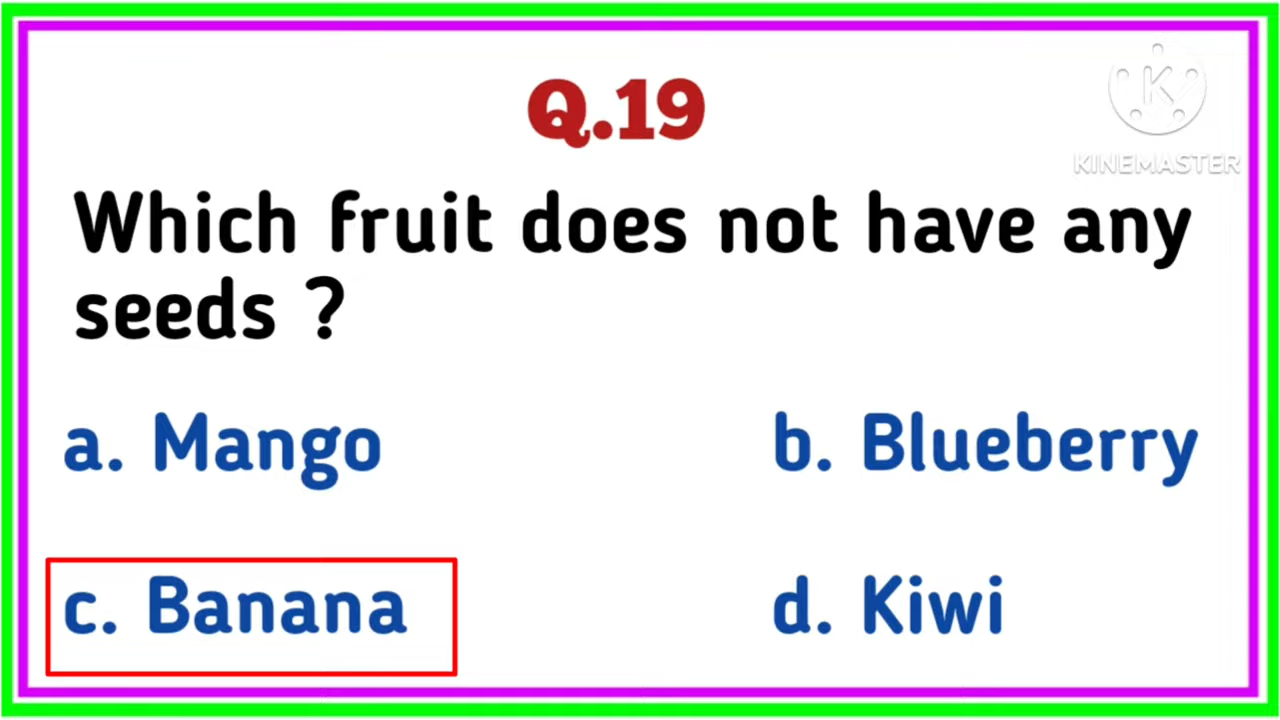 Q.19
KINEMASTER
Which fruit does not have any
seeds ?
a. Mango
b. Blueberry
c. Banana
d. Kiwi